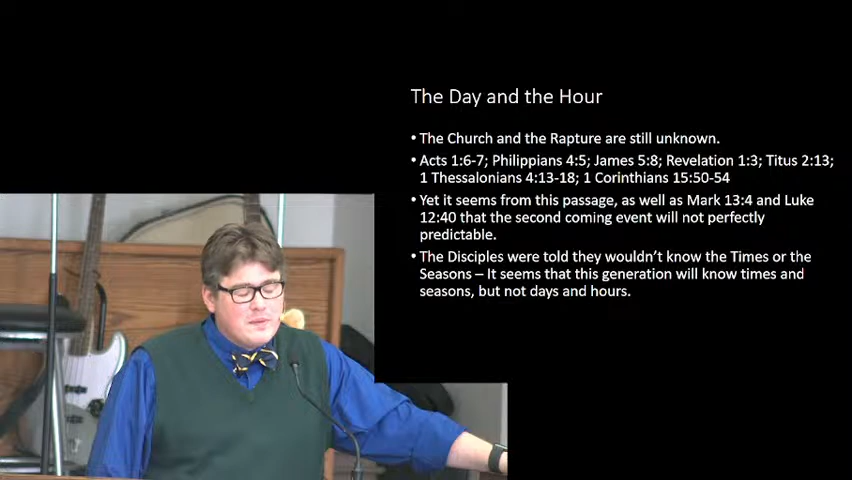 The Day and the Hour
• The Church and the Rapture are still unknown.
• Acts 1:6-7; Philippians 4:5; James 5:8; Revelation 1:3; Titus 2:13;
1 Thessalonians 4:13-18; 1 Corinthians 15:50-54
• Yet it seems from this passage, as well as Mark 13:4 and Luke
12:40 that the second coming event will not perfectly
predictable.
• The Disciples were told they wouldn't know the Times or the
Seasons – It seems that this generation will know times and
seasons, but not days and hours.